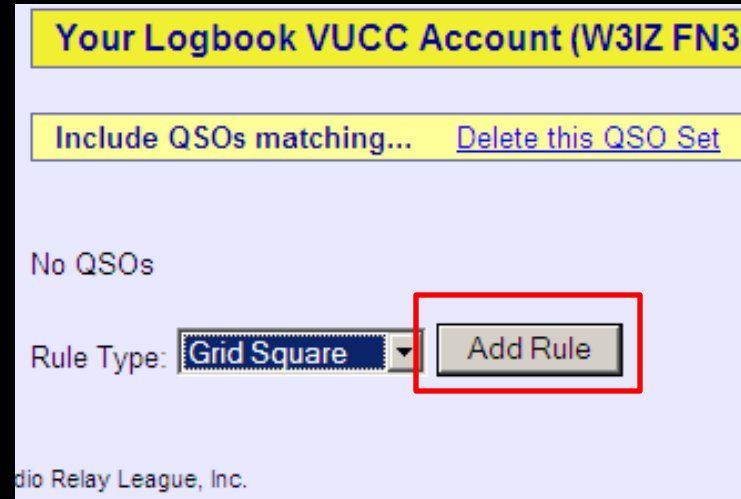 Your Logbook VUCC Account (W3IZ FN3
Include QSOs matching... Delete this QSO Set
No QSOs
Rule Type: Grid Square Add Rule
dio Relay League, Inc.